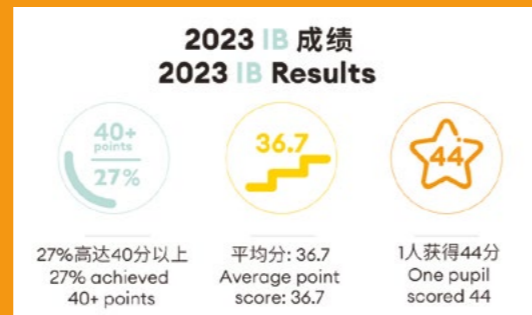 2023 IB 成绩
2023 IB Results
40+
points
27%
36.7
44
27%高达40分以上
27% achieved
40+ points
平均分: 36.7
Average point
score: 36.7
1人获得44分
One pupil
scored 44